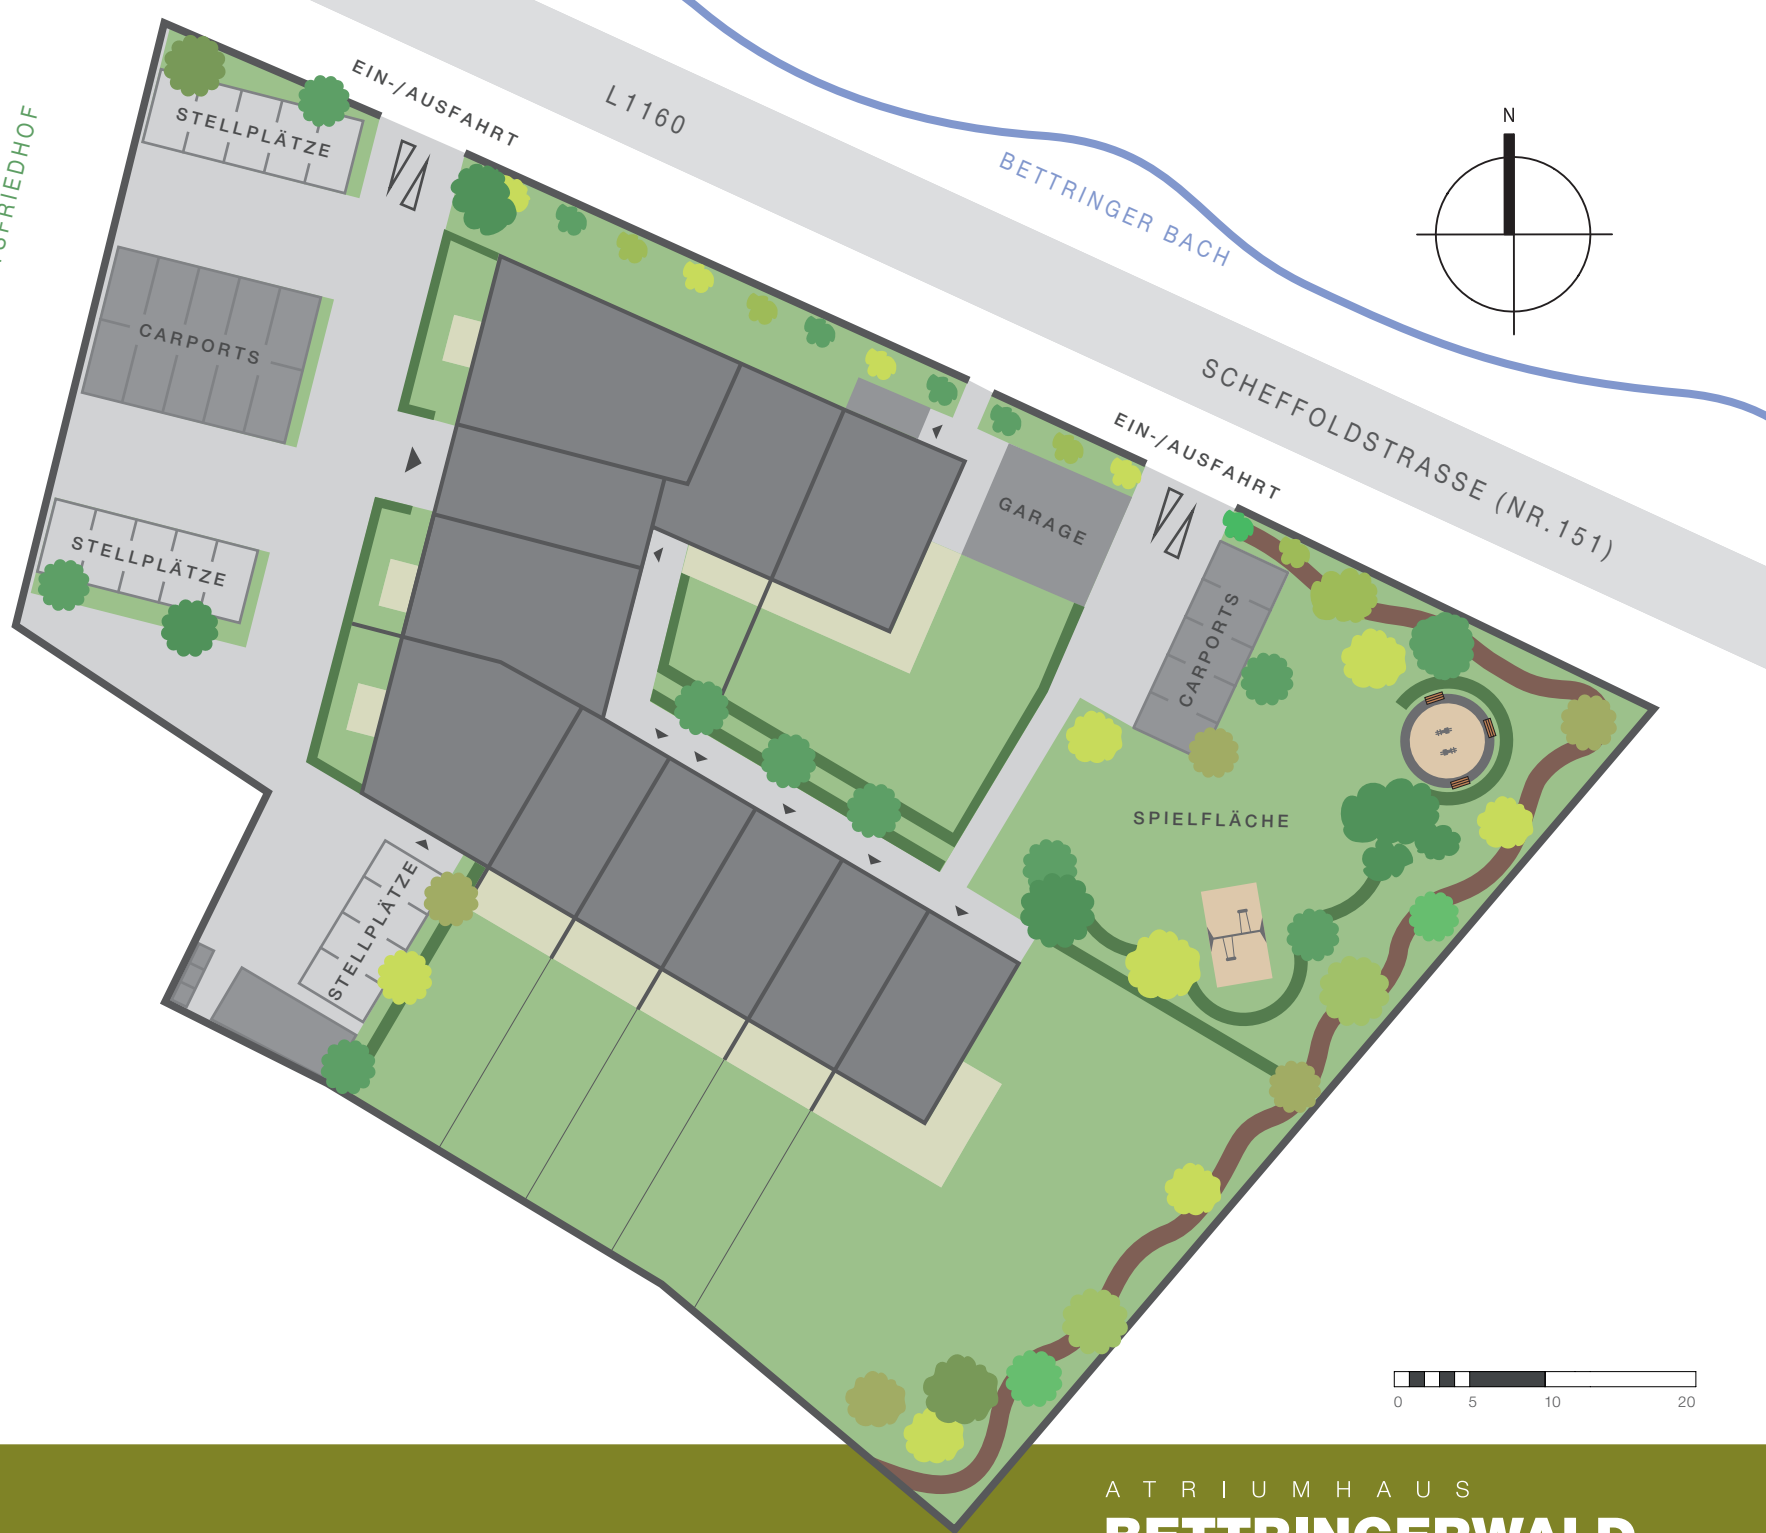 EIN-/AUSFAHRT
L1160
N
STELLPLÄTZE
BETTRINGER BACH
CARPORTS
SCHEFFOLDSTRASSE (NR.151)
EIN-/AUSFAHRT
GARAGE
STELLPLÄTZE
CARPORTS
SPIELFLÄCHE
STELLPLÄTZE
0 5 10 20
ATRIUMHAUS
BETTRINGERWALD